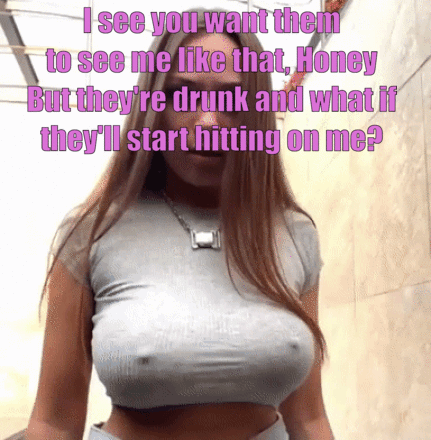 I see you want them
to see me like that, Honey
But they're drunk and what if
they'll start hitting on me?